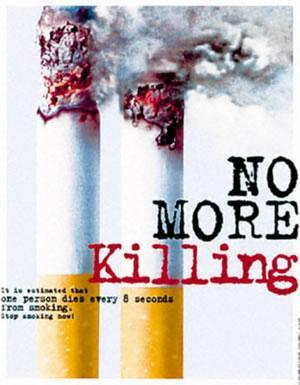 NO
MORE
Killing
It is estimated that
one person dies every 8 seconds
from smoking.
Stop smoking now!